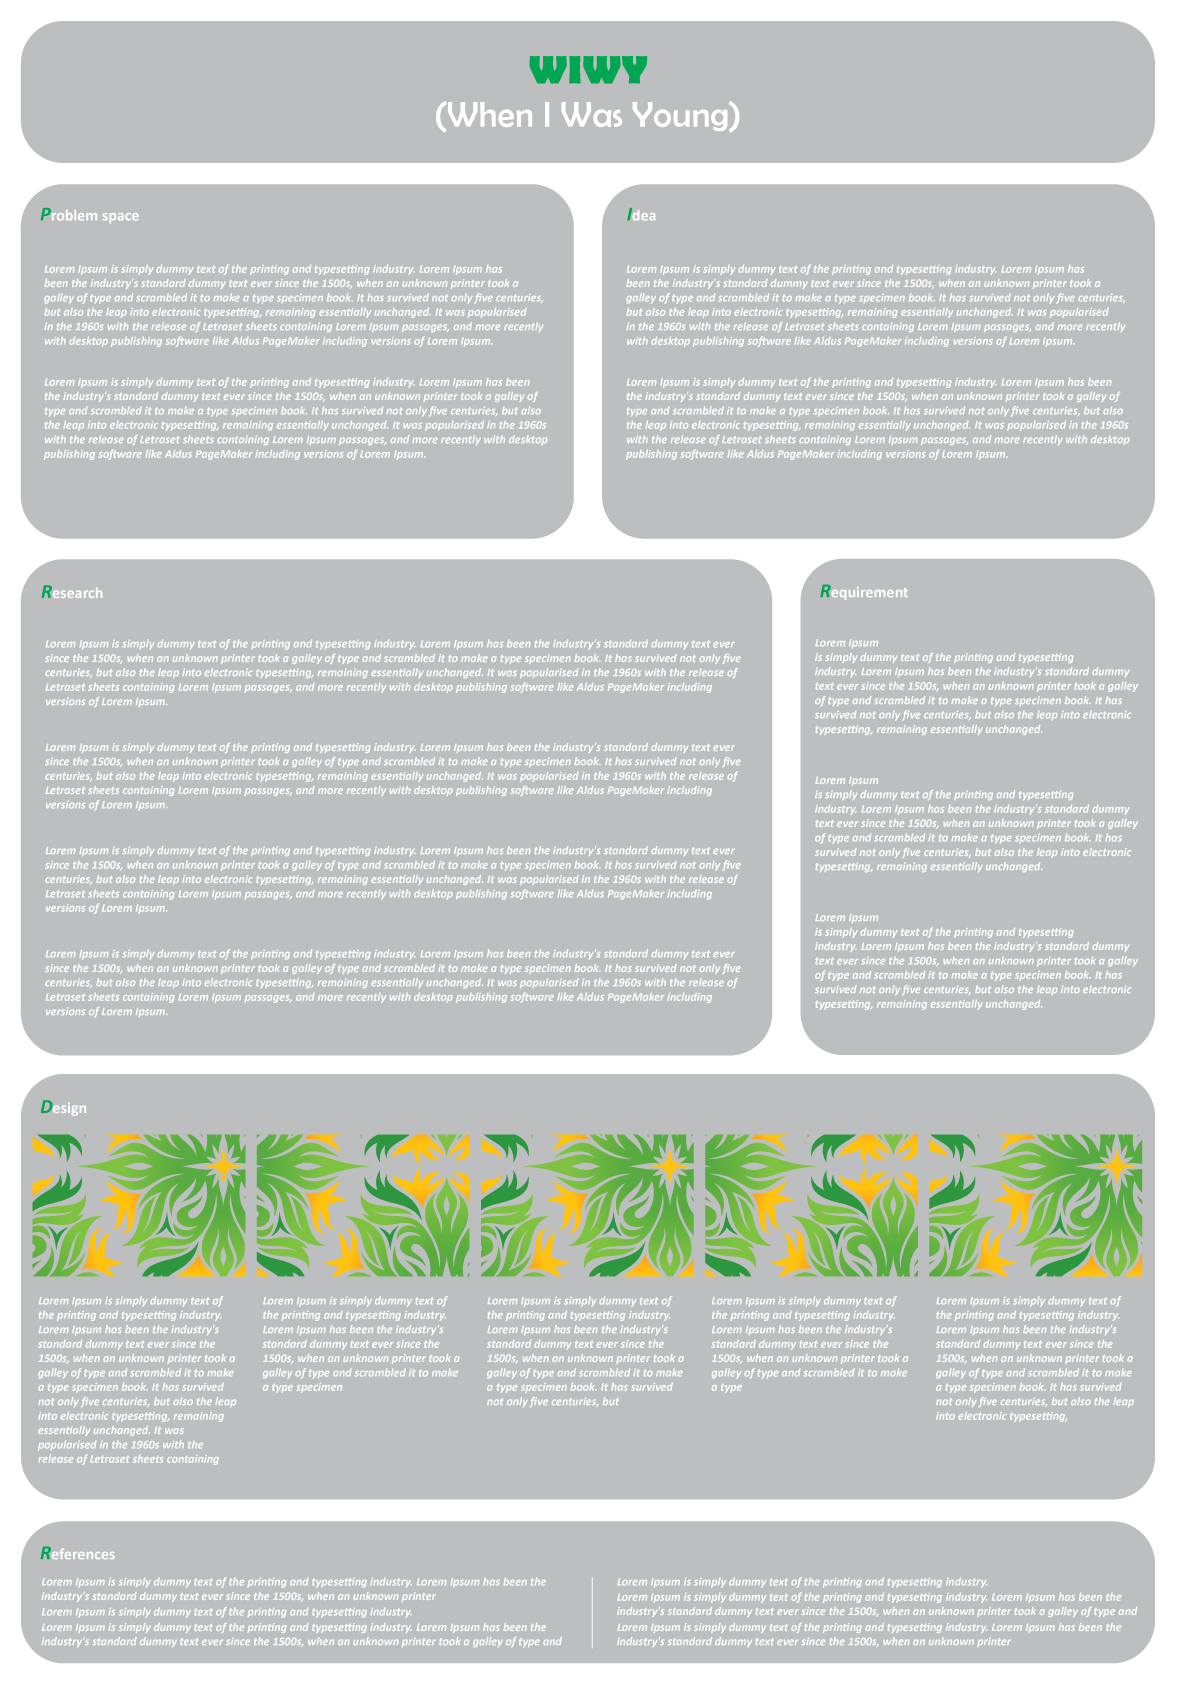 WIWY
(When I Was Young)
Problem space
Lorem Ipsum is simply dummy text of the printing and typesetting industry. Lorem Ipsum has
been the industry's standard dummy text ever since the 1500s, when an unknown printer took a
galley of type and scrambled it to make a type specimen book. It has survived not only five centuries,
but also the leap into electronic typesetting, remaining essentially unchanged. It was popularised
in the 1960s with the release of Letraset sheets containing Lorem Ipsum passages, and more recently
with desktop publishing software like Aldus PageMaker including versions of Lorem Ipsum.
Lorem Ipsum is simply dummy text of the printing and typesetting industry. Lorem Ipsum has been
the industry's standard dummy text ever since the 1500s, when an unknown printer took a galley of
type and scrambled it to make a type specimen book. It has survived not only five centuries, but also
the leap into electronic typesetting, remaining essentially unchanged. It was popularised in the 1960s
with the release of Letraset sheets containing Lorem Ipsum passages, and more recently with desktop
publishing software like Aldus PageMaker including versions of Lorem Ipsum.
Idea
Lorem Ipsum is simply dummy text of the printing and typesetting industry. Lorem Ipsum has
been the industry's standard dummy text ever since the 1500s, when an unknown printer took a
galley of type and scrambled it to make a type specimen book. It has survived not only five centuries,
but also the leap into electronic typesetting, remaining essentially unchanged. It was popularised
in the 1960s with the release of Letraset sheets containing Lorem Ipsum passages, and more recently
with desktop publishing software like Aldus PageMaker including versions of Lorem Ipsum.
Lorem Ipsum is simply dummy text of the printing and typesetting industry. Lorem Ipsum has been
the industry's standard dummy text ever since the 1500s, when an unknown printer took a galley of
type and scrambled it to make a type specimen book. It has survived not only five centuries, but also
the leap into electronic typesetting, remaining essentially unchanged. It was popularised in the 1960s
with the release of Letraset sheets containing Lorem Ipsum passages, and more recently with desktop
publishing software like Aldus PageMaker including versions of Lorem Ipsum.
Research
Lorem Ipsum is simply dummy text of the printing and typesetting industry. Lorem Ipsum has been the industry's standard dummy text ever
since the 1500s, when an unknown printer took a galley of type and scrambled it to make a type specimen book. It has survived not only five
centuries, but also the leap into electronic typesetting, remaining essentially unchanged. It was popularised in the 1960s with the release of
Letraset sheets containing Lorem Ipsum passages, and more recently with desktop publishing software like Aldus PageMaker including
versions of Lorem Ipsum.
Lorem Ipsum is simply dummy text of the printing and typesetting industry. Lorem Ipsum has been the industry's standard dummy text ever
since the 1500s, when an unknown printer took a galley of type and scrambled it to make a type specimen book. It has survived not only five
centuries, but also the leap into electronic typesetting, remaining essentially unchanged. It was popularised in the 1960s with the release of
Letraset sheets containing Lorem Ipsum passages, and more recently with desktop publishing software like Aldus PageMaker including
versions of Lorem Ipsum.
Lorem Ipsum is simply dummy text of the printing and typesetting industry. Lorem Ipsum has been the industry's standard dummy text ever
since the 1500s, when an unknown printer took a galley of type and scrambled it to make a type specimen book. It has survived not only five
centuries, but also the leap into electronic typesetting, remaining essentially unchanged. It was popularised in the 1960s with the release of
Letraset sheets containing Lorem Ipsum passages, and more recently with desktop publishing software like Aldus PageMaker including
versions of Lorem Ipsum.
Lorem Ipsum is simply dummy text of the printing and typesetting industry. Lorem Ipsum has been the industry's standard dummy text ever
since the 1500s, when an unknown printer took a galley of type and scrambled it to make a type specimen book. It has survived not only five
centuries, but also the leap into electronic typesetting, remaining essentially unchanged. It was popularised in the 1960s with the release of
Letraset sheets containing Lorem Ipsum passages, and more recently with desktop publishing software like Aldus PageMaker including
versions of Lorem Ipsum.
Requirement
Lorem Ipsum
is simply dummy text of the printing and typesetting
industry. Lorem Ipsum has been the industry's standard dummy
text ever since the 1500s, when an unknown printer took a galley
of type and scrambled it to make a type specimen book. It has
survived not only five centuries, but also the leap into electronic
typesetting, remaining essentially unchanged.
Lorem Ipsum
is simply dummy text of the printing and typesetting
industry. Lorem Ipsum has been the industry's standard dummy
text ever since the 1500s, when an unknown printer took a galley
of type and scrambled it to make a type specimen book. It has
survived not only five centuries, but also the leap into electronic
typesetting, remaining essentially unchanged.
Lorem Ipsum
is simply dummy text of the printing and typesetting
industry. Lorem Ipsum has been the industry's standard dummy
text ever since the 1500s, when an unknown printer took a galley
of type and scrambled it to make a type specimen book. It has
survived not only five centuries, but also the leap into electronic
typesetting, remaining essentially unchanged.
Design
Lorem Ipsum is simply dummy text of
the printing and typesetting industry.
Lorem Ipsum has been the industry's
standard dummy text ever since the
1500s, when an unknown printer took a
galley of type and scrambled it to make
a type specimen book. It has survived
not only five centuries, but also the leap
into electronic typesetting, remaining
essentially unchanged. It was
popularised in the 1960s with the
release of Letraset sheets containing
Lorem Ipsum is simply dummy text of
the printing and typesetting industry.
Lorem Ipsum has been the industry's
standard dummy text ever since the
1500s, when an unknown printer took a
galley of type and scrambled it to make
a type specimen
Lorem Ipsum is simply dummy text of
the printing and typesetting industry.
Lorem Ipsum has been the industry's
standard dummy text ever since the
1500s, when an unknown printer took a
galley of type and scrambled it to make
a type specimen book. It has survived
not only five centuries, but
Lorem Ipsum is simply dummy text of
the printing and typesetting industry.
Lorem Ipsum has been the industry's
standard dummy text ever since the
1500s, when an unknown printer took a
galley of type and scrambled it to make
a type
Lorem Ipsum is simply dummy text of
the printing and typesetting industry.
Lorem Ipsum has been the industry's
standard dummy text ever since the
1500s, when an unknown printer took a
galley of type and scrambled it to make
a type specimen book. It has survived
not only five centuries, but also the leap
into electronic typesetting,
References
Lorem Ipsum is simply dummy text of the printing and typesetting industry. Lorem Ipsum has been the
industry's standard dummy text ever since the 1500s, when an unknown printer
Lorem Ipsum is simply dummy text of the printing and typesetting industry.
Lorem Ipsum is simply dummy text of the printing and typesetting industry. Lorem Ipsum has been the
industry's standard dummy text ever since the 1500s, when an unknown printer took a galley of type and
Lorem Ipsum is simply dummy text of the printing and typesetting industry.
Lorem Ipsum is simply dummy text of the printing and typesetting industry. Lorem Ipsum has been the
industry's standard dummy text ever since the 1500s, when an unknown printer took a galley of type and
Lorem Ipsum is simply dummy text of the printing and typesetting industry. Lorem Ipsum has been the
industry's standard dummy text ever since the 1500s, when an unknown printer